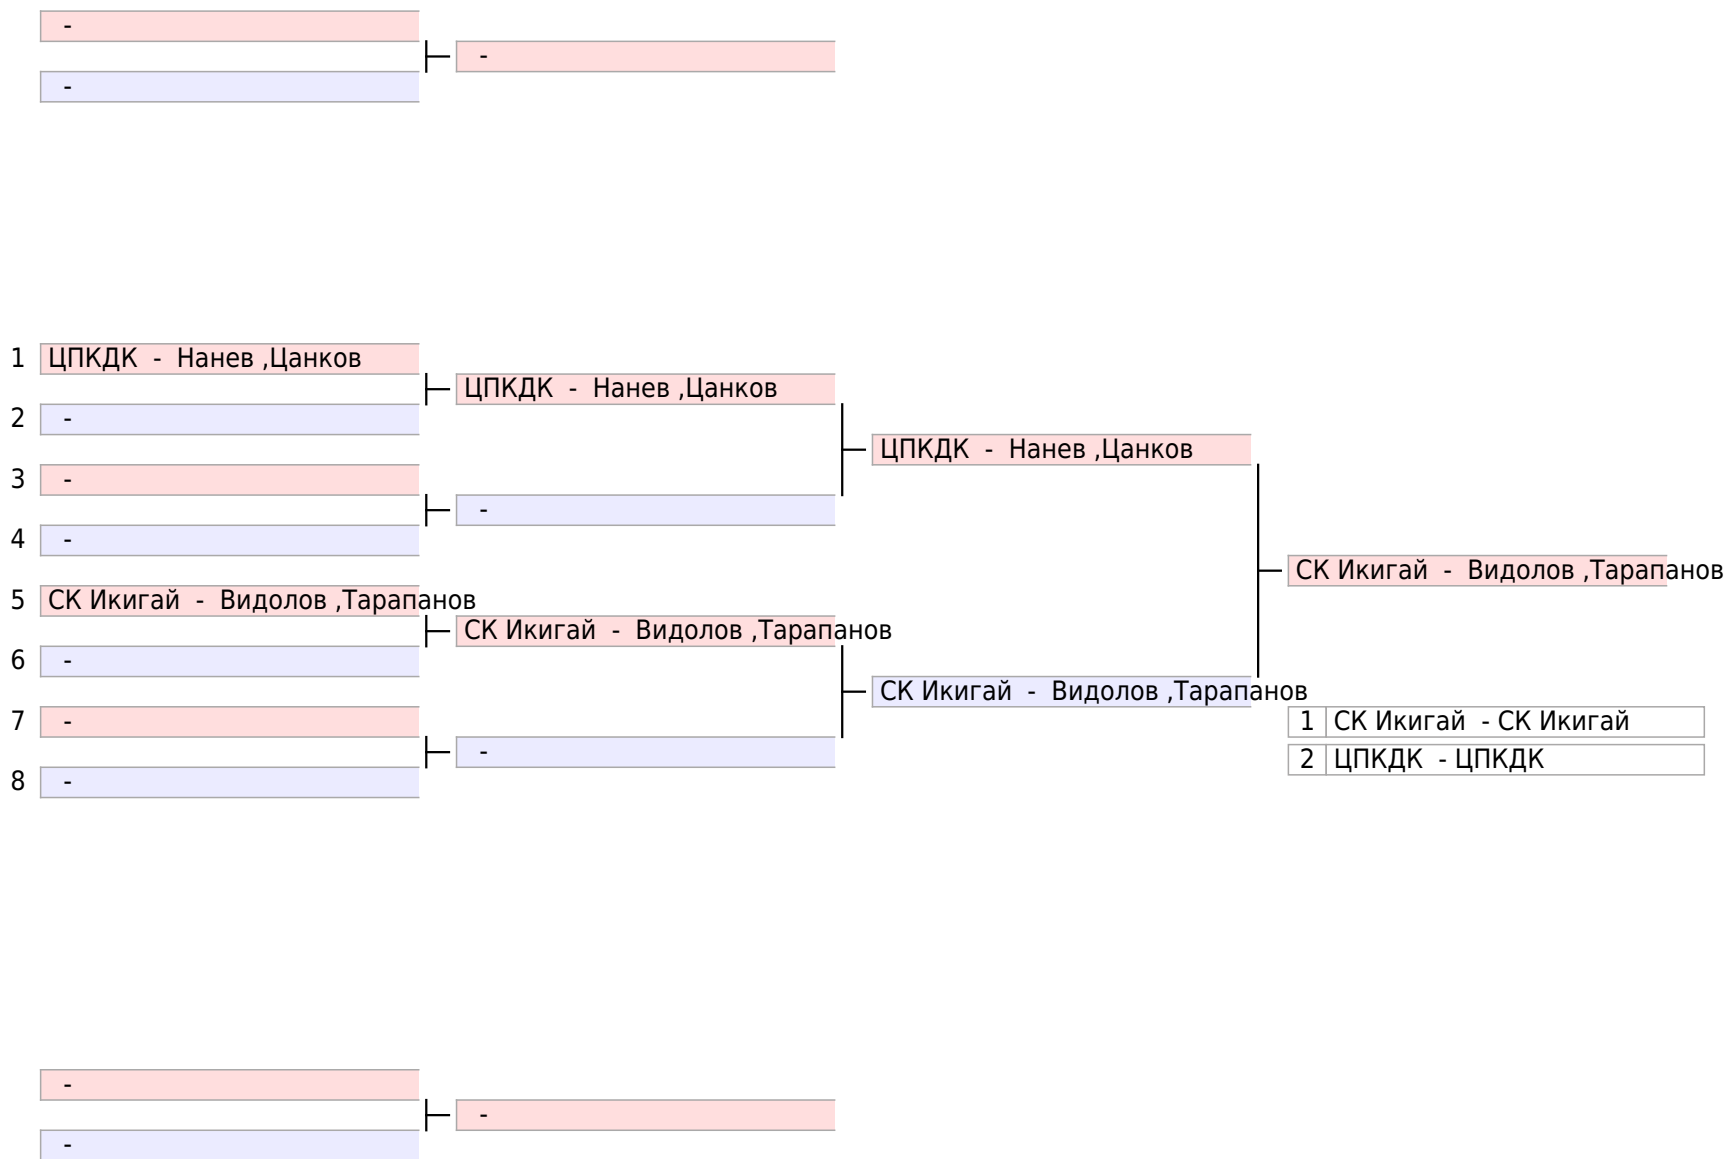 -
-
-
1 ЦПКДК - Нанев ,Цанков
ЦПКДК - Нанев ,Цанков
2 -
ЦПКДК - Нанев ,Цанков
3 -
-
4 -
СК Икигай - Видолов ,Тарапанов
5 СК Икигай - Видолов ,Тарапанов
СК Икигай - Видолов ,Тарапанов
6 -
СК Икигай - Видолов ,Тарапанов
7 -
1 СК Икигай - СК Икигай
-
2 ЦПКДК - ЦПКДК
8 -
-
-
-